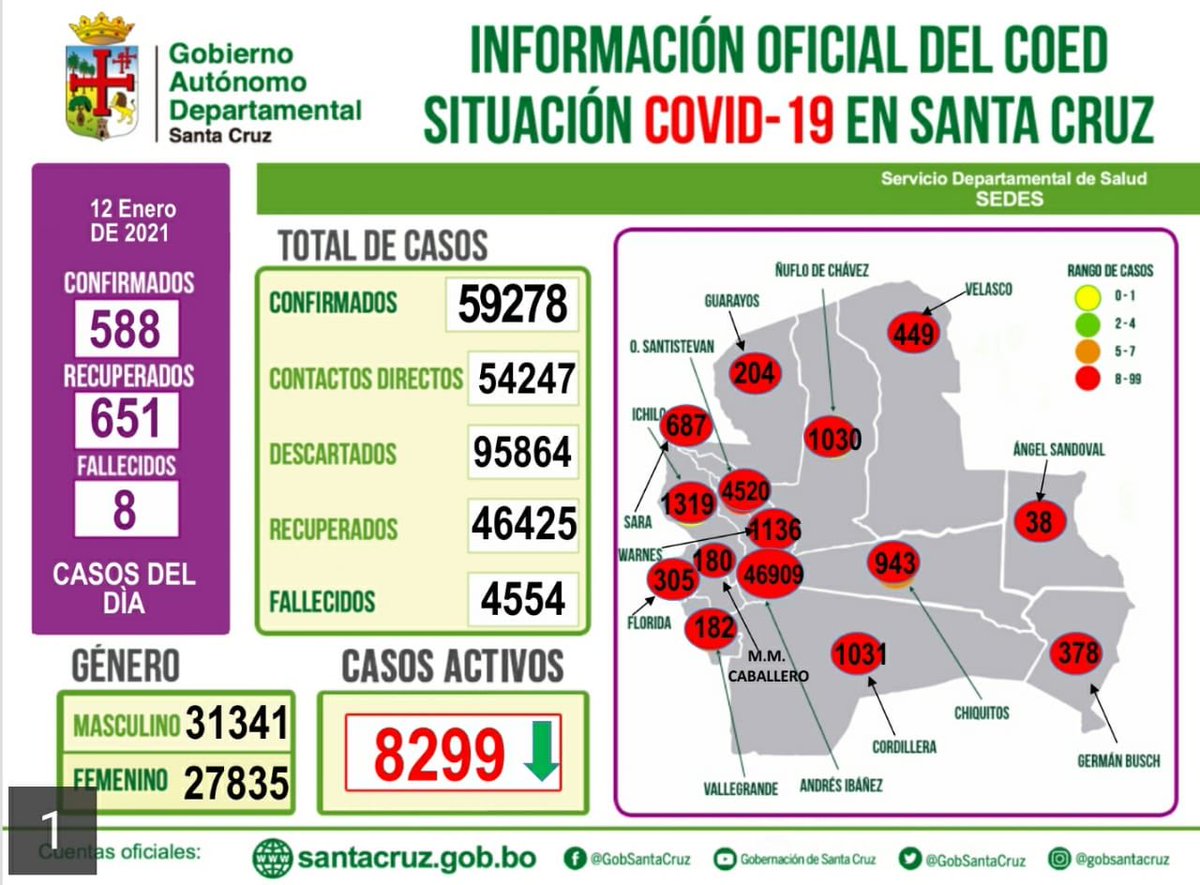 Gobierno
Autónomo
Departamental
Santa Cruz
INFORMACIÓN OFICIAL DEL COED
SITUACIÓN COVID-19 EN SANTA CRUZ
Servicio Departamental de Salud
SEDES
12 Enero
DE 2021
CONFIRMADOS
588
RECUPERADOS
651
FALLECIDOS
8
CASOS DEL
DÌA
TOTAL DE CASOS
CONFIRMADOS 59278
CONTACTOS DIRECTOS 54247
DESCARTADOS 95864
RECUPERADOS 46425
FALLECIDOS 4554
GÉNERO
MASCULINO 31341
FEMENINO 27835
CASOS ACTIVOS
8299
RANGO DE CASOS
0 - 1
2 - 4
5 - 7
8 - 99
ÑUFLO DE CHÁVEZ
GUARAYOS
VELASCO
449
O. SANTISTEVAN
204
ICHILO
687
1030
ÁNGEL SANDOVAL
1319
4520
38
SARA
1136
WARNES
180
943
305
46909
FLORIDA
182
1031
378
M.M.
CABALLERO
CHIQUITOS
CORDILLERA
GERMÁN BUSCH
VALLEGRANDE
ANDRÉS IBÁÑEZ
1
Cuentas oficiales:
www
santacruz.gob.bo
@GobSantaCruz
Gobernación de Santa Cruz
@GobSantaCruz
@gobsantacruz